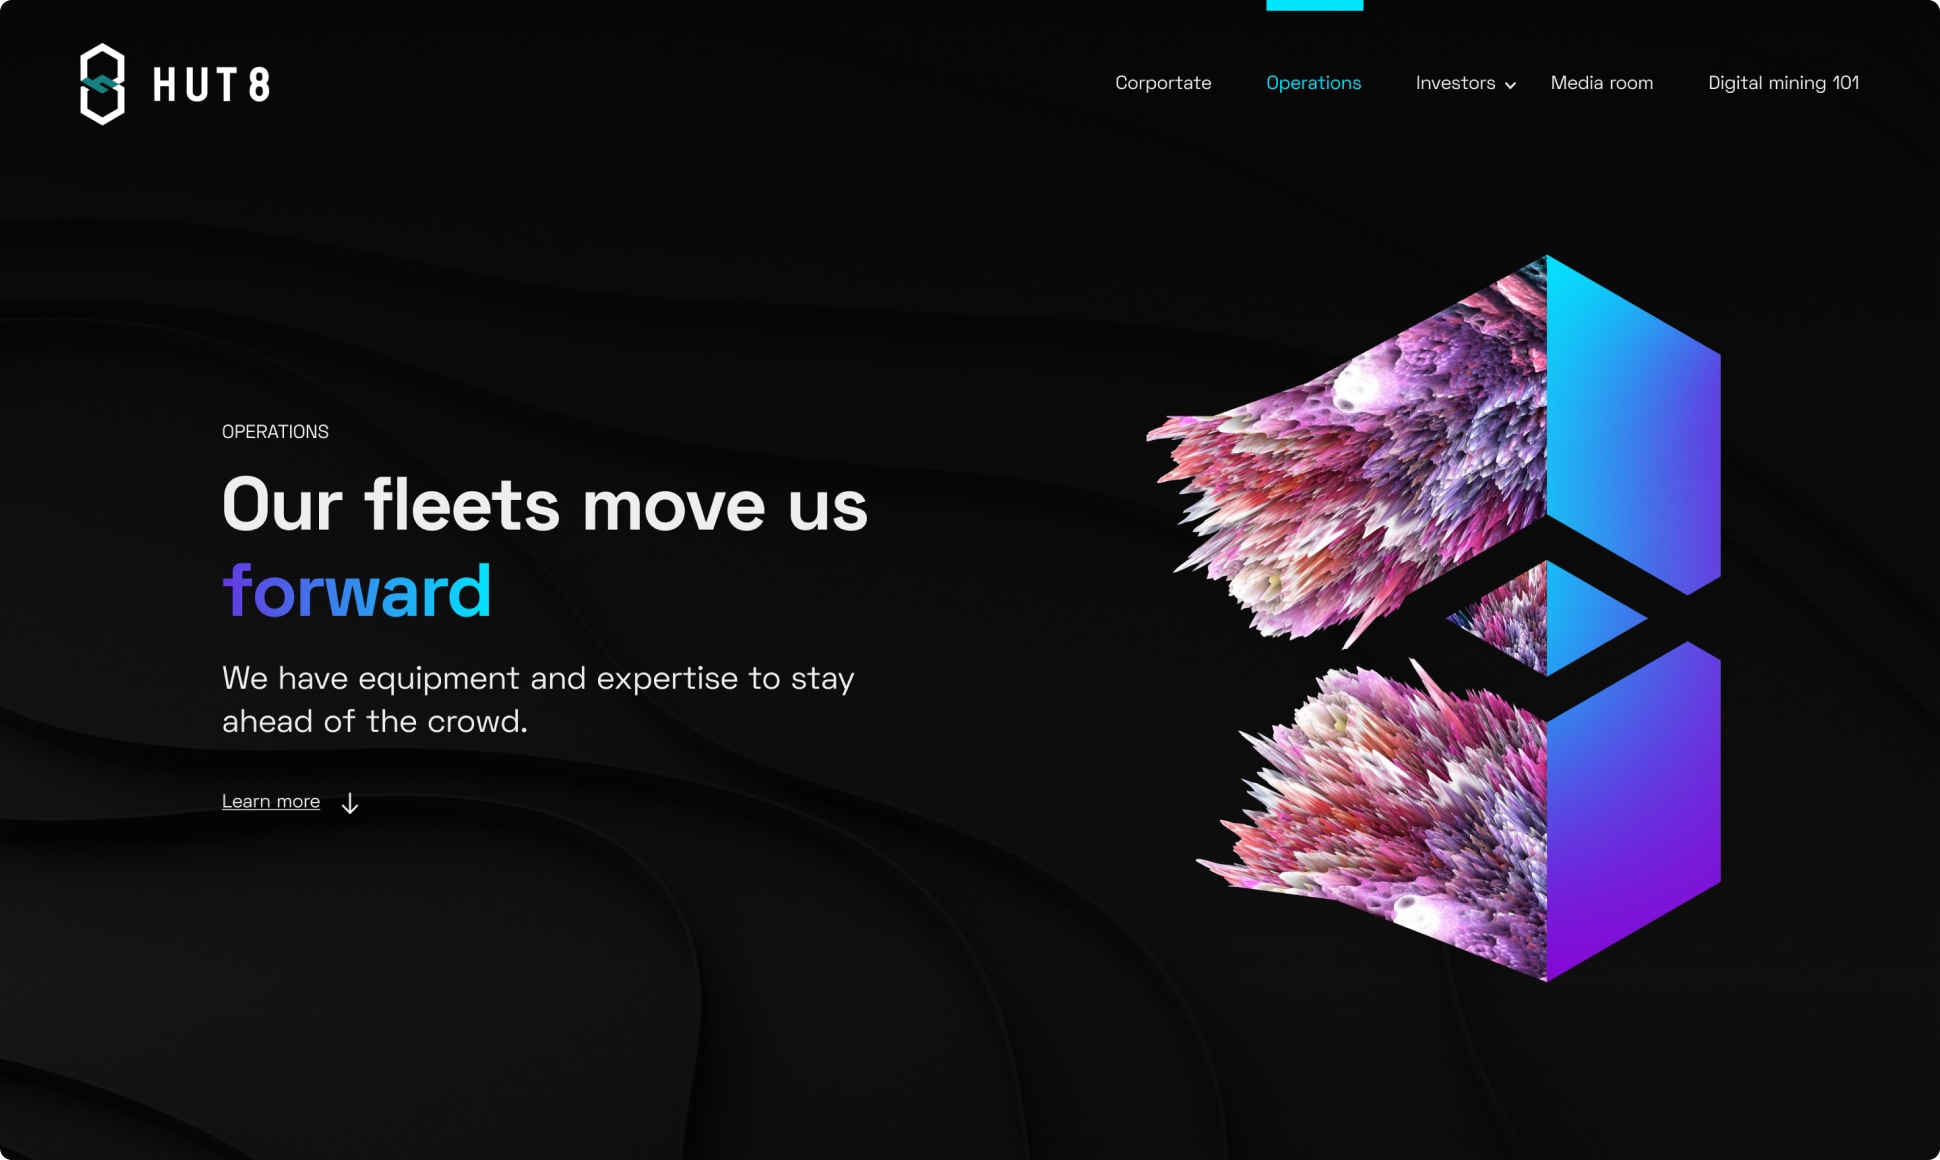 HUT 8
Corportate
Operations
Investors
Media room
Digital mining 101
OPERATIONS
Our fleets move us
forward
We have equipment and expertise to stay
ahead of the crowd.
Learn more